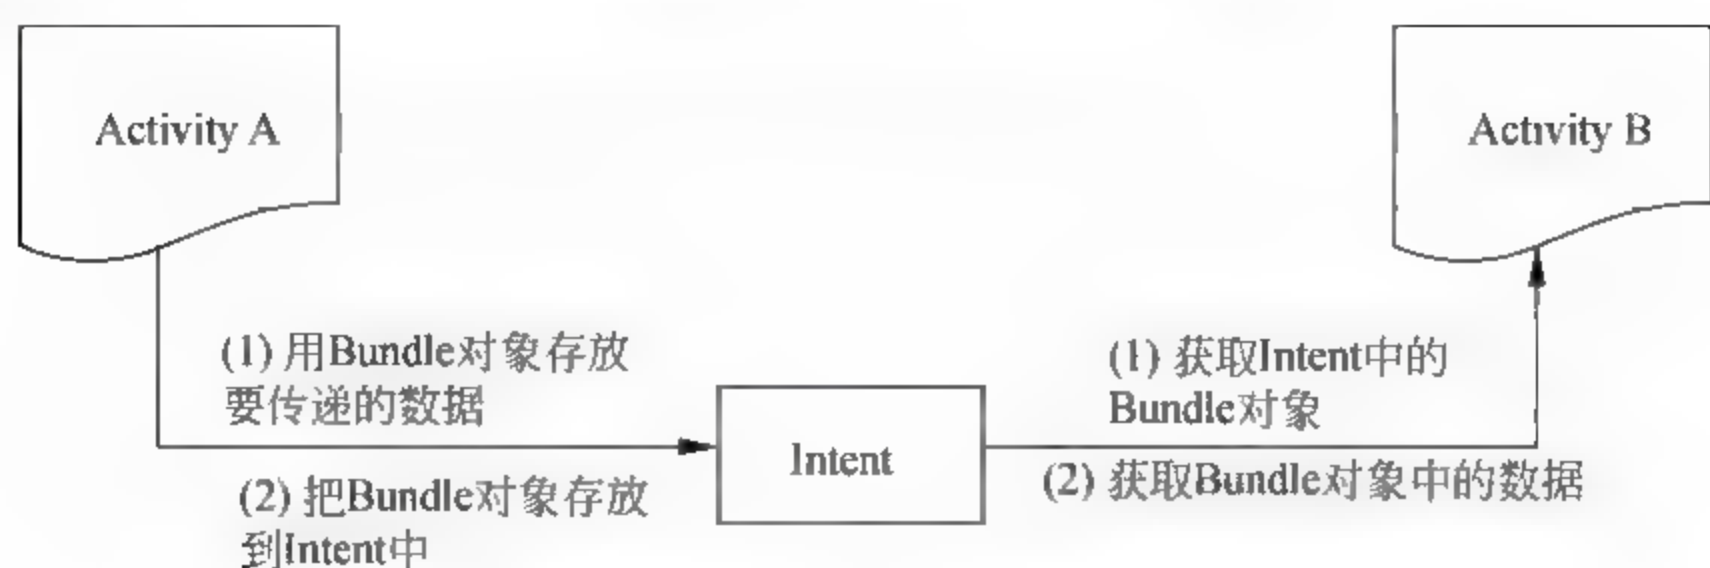 Activity A
Activity B
(1) 用Bundle对象存放
要传递的数据
(2) 把Bundle对象存放
到Intent中
Intent
(1) 获取Intent中的
Bundle对象
(2) 获取Bundle对象中的数据